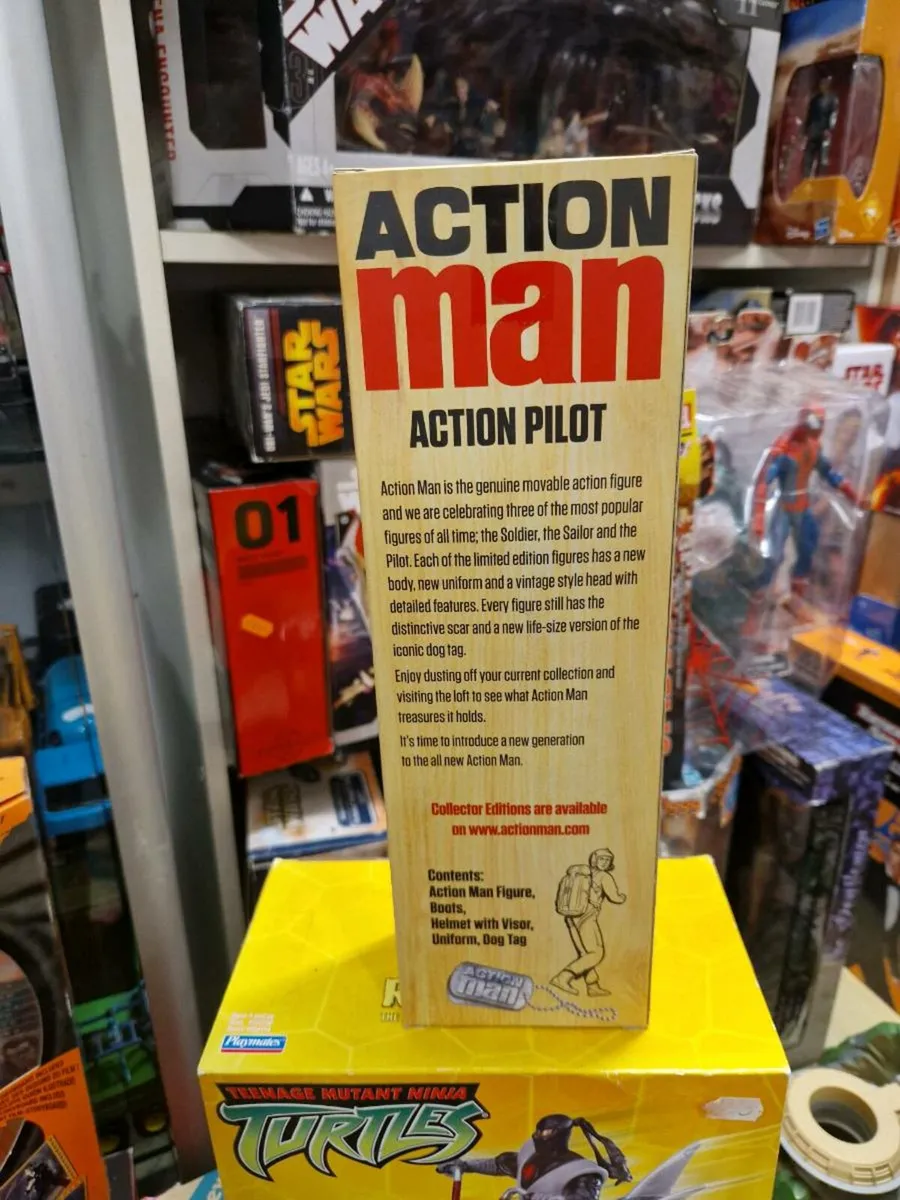 ACTION
man
ACTION PILOT
Action Man is the genuine movable action figure
and we are celebrating three of the most popular
figures of all time; the Soldier, the Sailor and the
Pilot. Each of the limited edition figures has a new
body, new uniform and a vintage style head with
detailed features. Every figure still has the
distinctive scar and a new life-size version of the
iconic dog tag.
Enjoy dusting off your current collection and
visiting the loft to see what Action Man
treasures it holds.
It's time to introduce a new generation
to the all new Action Man.
Collector Editions are available
on www.actionman.com
Contents:
Action Man Figure,
Boots,
Helmet with Visor,
Uniform, Dog Tag
ACTION
man
STAR
WARS
01
Playmates
TEENAGE MUTANT NINJA
TURTLES